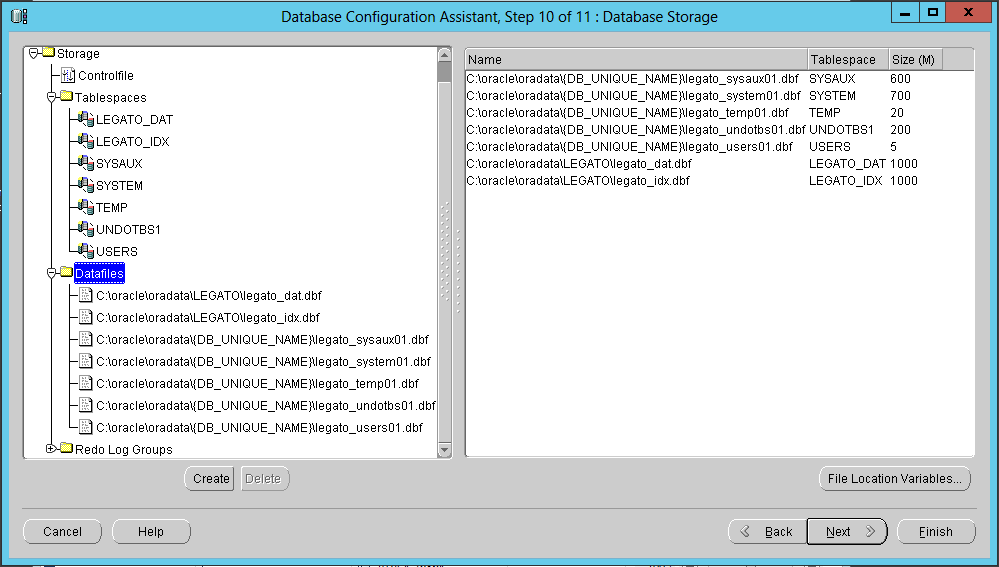 Database Configuration Assistant, Step 10 of 11 : Database Storage
Storage
Controlfile
Tablespaces
LEGATO_DAT
LEGATO_IDX
SYSAUX
SYSTEM
TEMP
UNDOTBS1
USERS
Datafiles
C:\oracle\oradata\LEGATO\legato_dat.dbf
C:\oracle\oradata\LEGATO\legato_idx.dbf
C:\oracle\oradata\{DB_UNIQUE_NAME}\legato_sysaux01.dbf
C:\oracle\oradata\{DB_UNIQUE_NAME}\legato_system01.dbf
C:\oracle\oradata\{DB_UNIQUE_NAME}\legato_temp01.dbf
C:\oracle\oradata\{DB_UNIQUE_NAME}\legato_undotbs01.dbf
C:\oracle\oradata\{DB_UNIQUE_NAME}\legato_users01.dbf
Redo Log Groups
Name Tablespace Size (M)
C:\oracle\oradata\{DB_UNIQUE_NAME}\legato_sysaux01.dbf SYSAUX 600
C:\oracle\oradata\{DB_UNIQUE_NAME}\legato_system01.dbf SYSTEM 700
C:\oracle\oradata\{DB_UNIQUE_NAME}\legato_temp01.dbf TEMP 20
C:\oracle\oradata\{DB_UNIQUE_NAME}\legato_undotbs01.dbf UNDOTBS1 200
C:\oracle\oradata\{DB_UNIQUE_NAME}\legato_users01.dbf USERS 5
C:\oracle\oradata\LEGATO\legato_dat.dbf LEGATO_DAT 1000
C:\oracle\oradata\LEGATO\legato_idx.dbf LEGATO_IDX 1000
Create Delete File Location Variables...
Cancel Help Back Next Finish